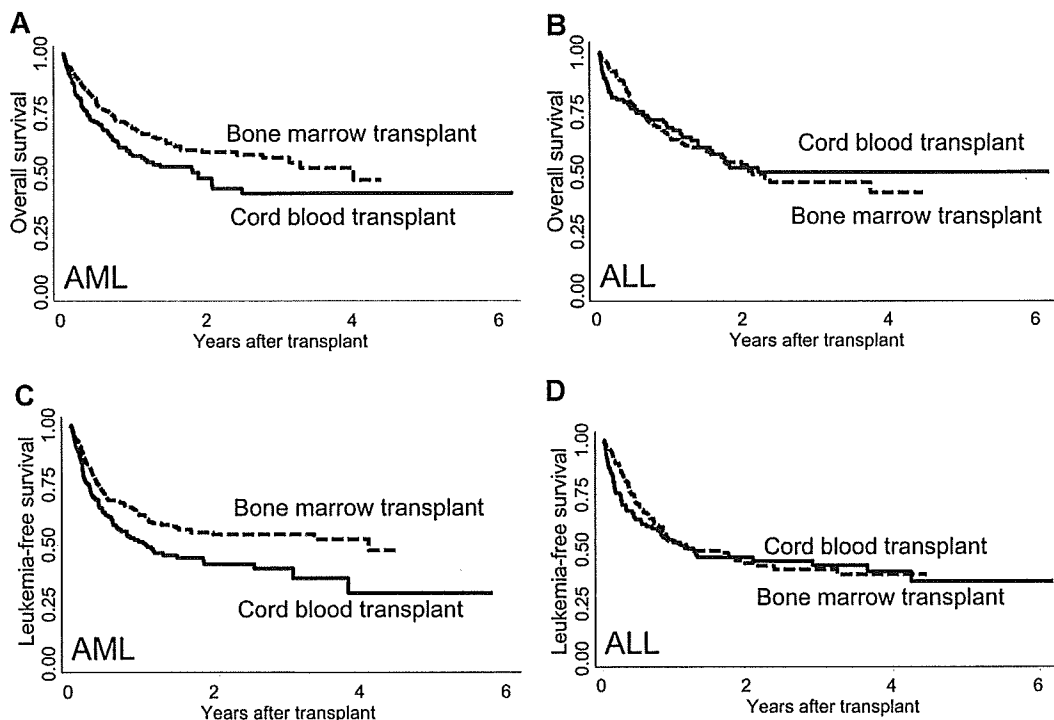 A
Overall survival
1.00
0.75
0.50
0.25
0.00
Bone marrow transplant
Cord blood transplant
AML
0 2 4 6
Years after transplant
B
Overall survival
1.00
0.75
0.50
0.25
0.00
Cord blood transplant
Bone marrow transplant
ALL
0 2 4 6
Years after transplant
C
Leukemia-free survival
1.00
0.75
0.50
0.25
0.00
Bone marrow transplant
Cord blood transplant
AML
0 2 4 6
Years after transplant
D
Leukemia-free survival
1.00
0.75
0.50
0.25
0.00
Cord blood transplant
Bone marrow transplant
ALL
0 2 4 6
Years after transplant